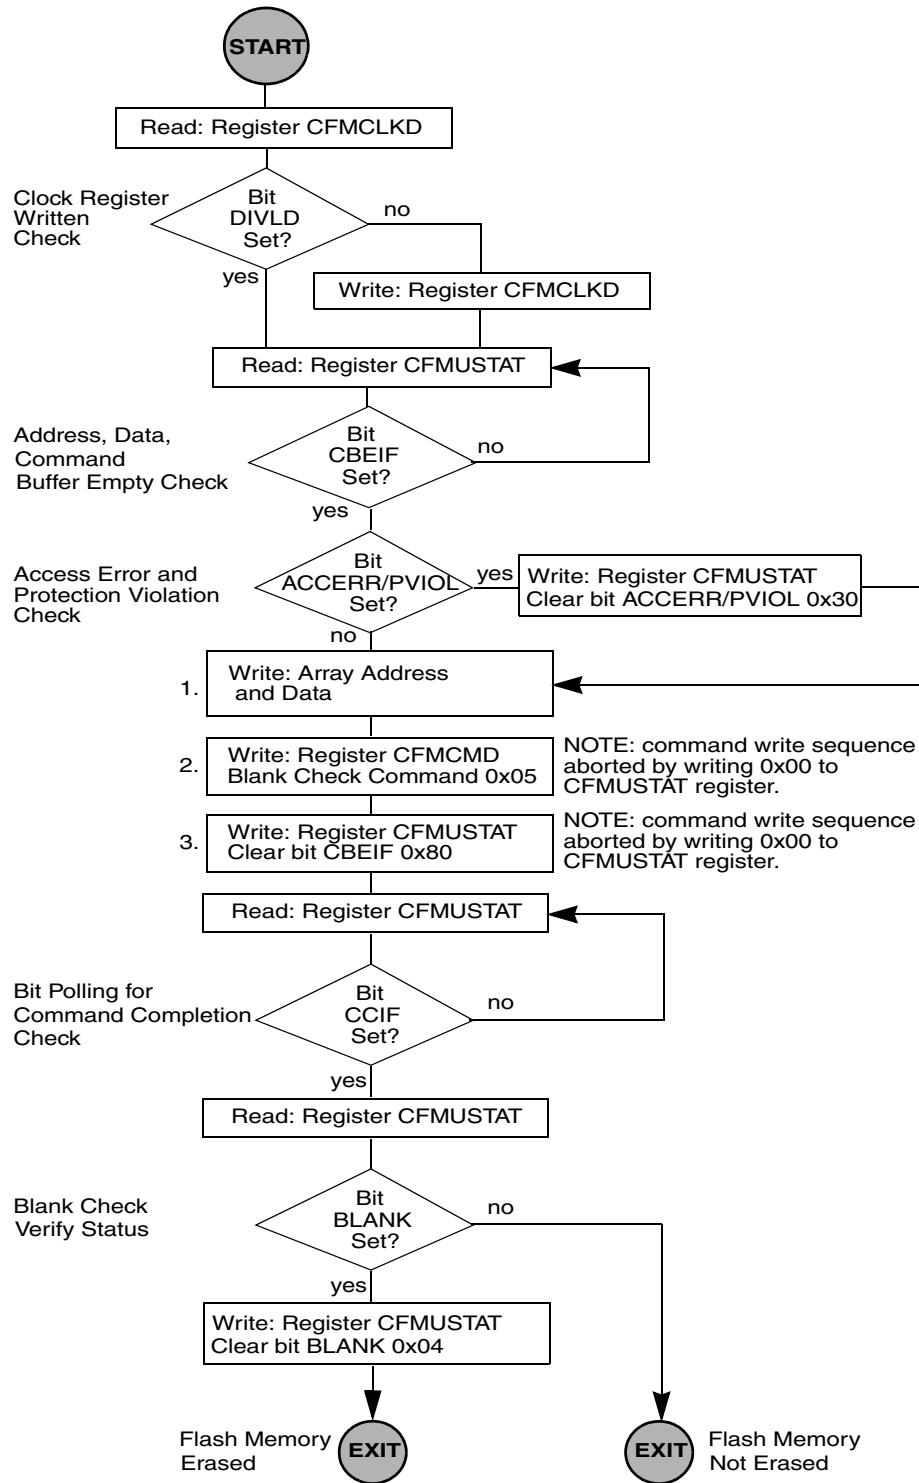 START
Read: Register CFMCLKD
Clock Register
Written
Check
Bit
DIVLD
Set?
no
yes
Write: Register CFMCLKD
Read: Register CFMUSTAT
Address, Data,
Command
Buffer Empty Check
Bit
CBEIF
Set?
no
yes
Access Error and
Protection Violation
Check
Bit
ACCERR/PVIOL
Set?
yes
Write: Register CFMUSTAT
Clear bit ACCERR/PVIOL 0x30
no
1.
Write: Array Address
and Data
2.
Write: Register CFMCMD
Blank Check Command 0x05
NOTE: command write sequence
aborted by writing 0x00 to
CFMUSTAT register.
3.
Write: Register CFMUSTAT
Clear bit CBEIF 0x80
NOTE: command write sequence
aborted by writing 0x00 to
CFMUSTAT register.
Read: Register CFMUSTAT
Bit Polling for
Command Completion
Check
Bit
CCIF
Set?
no
yes
Read: Register CFMUSTAT
Blank Check
Verify Status
Bit
BLANK
Set?
no
yes
Write: Register CFMUSTAT
Clear bit BLANK 0x04
Flash Memory
Erased
EXIT
EXIT
Flash Memory
Not Erased